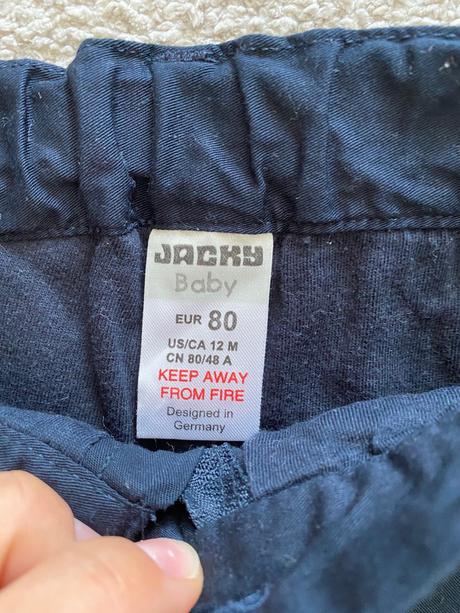 JACKY
Baby
EUR 80
US/CA 12 M
CN 80/48 A
KEEP AWAY
FROM FIRE
Designed in
Germany